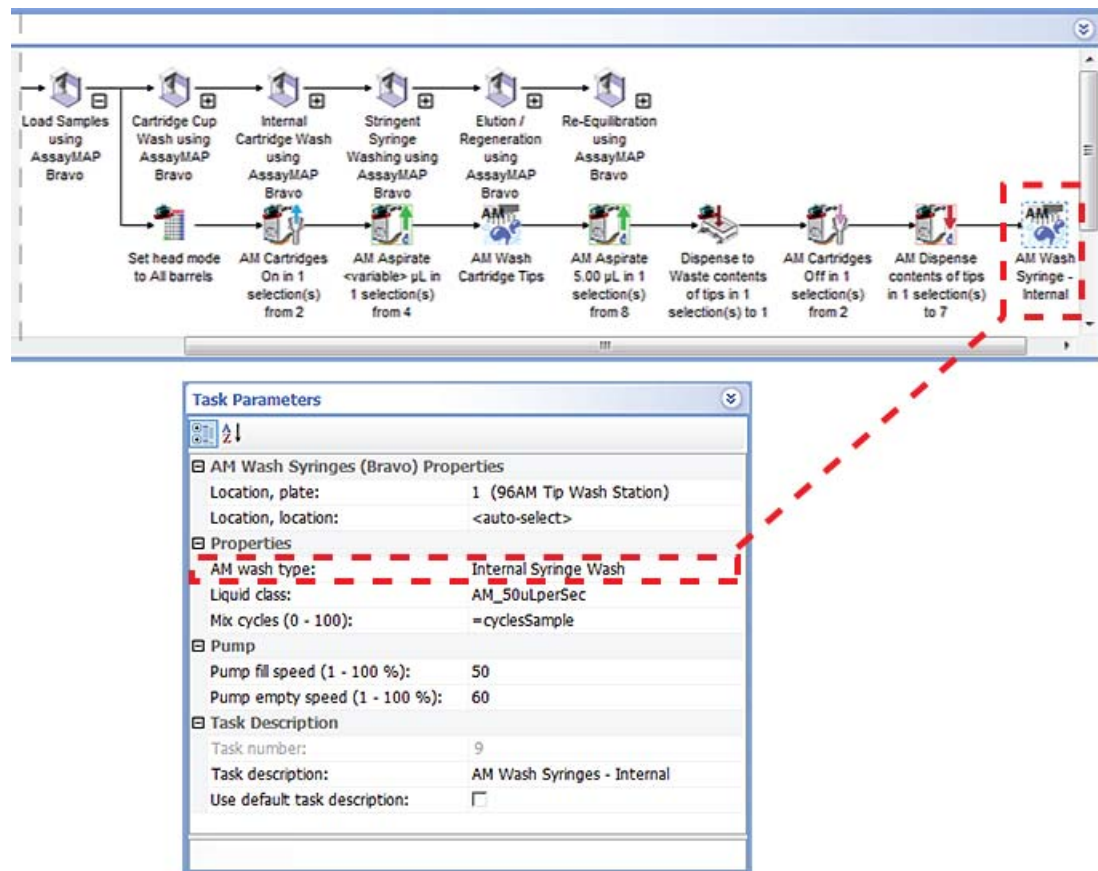 Load Samples
using
AssayMAP
Bravo
Cartridge Cup
Wash using
AssayMAP
Bravo
Internal
Cartridge Wash
using
AssayMAP
Bravo
Stringent
Syringe
Washing using
AssayMAP
Bravo
Elution /
Regeneration
using
AssayMAP
Bravo
Re-Equilibration
using
AssayMAP
Bravo
Set head mode
to All barrels
AM Cartridges
On in 1
selection(s)
from 2
AM Aspirate
<variable> µL in
1 selection(s)
from 4
AM
AM Wash
Cartridge Tips
AM Aspirate
5.00 µL in 1
selection(s)
from 8
Dispense to
Waste contents
of tips in 1
selection(s) to 1
AM Cartridges
Off in 1
selection(s)
from 2
AM Dispense
contents of tips
in 1 selection(s)
to 7
AM
AM Wash
Syringe -
Internal
Task Parameters
AM Wash Syringes (Bravo) Properties
Location, plate: 1 (96AM Tip Wash Station)
Location, location: <auto-select>
Properties
AM wash type: Internal Syringe Wash
Liquid class: AM_50uLperSec
Mix cycles (0 - 100): =cyclesSample
Pump
Pump fill speed (1 - 100 %): 50
Pump empty speed (1 - 100 %): 60
Task Description
Task number: 9
Task description: AM Wash Syringes - Internal
Use default task description: